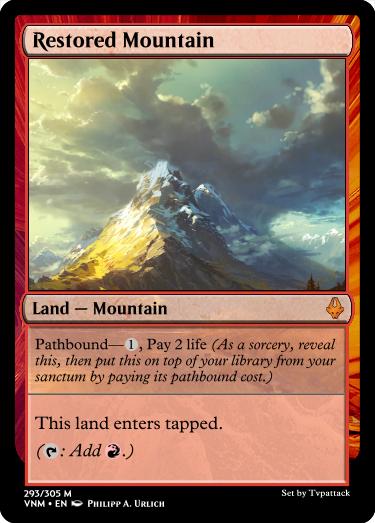 Restored Mountain
Land — Mountain
Pathbound—1, Pay 2 life (As a sorcery, reveal
this, then put this on top of your library from your
sanctum by paying its pathbound cost.)
This land enters tapped.
(T: Add R.)
293/305 M
VNM • EN Philipp A. Urlich
Set by Tvpattack